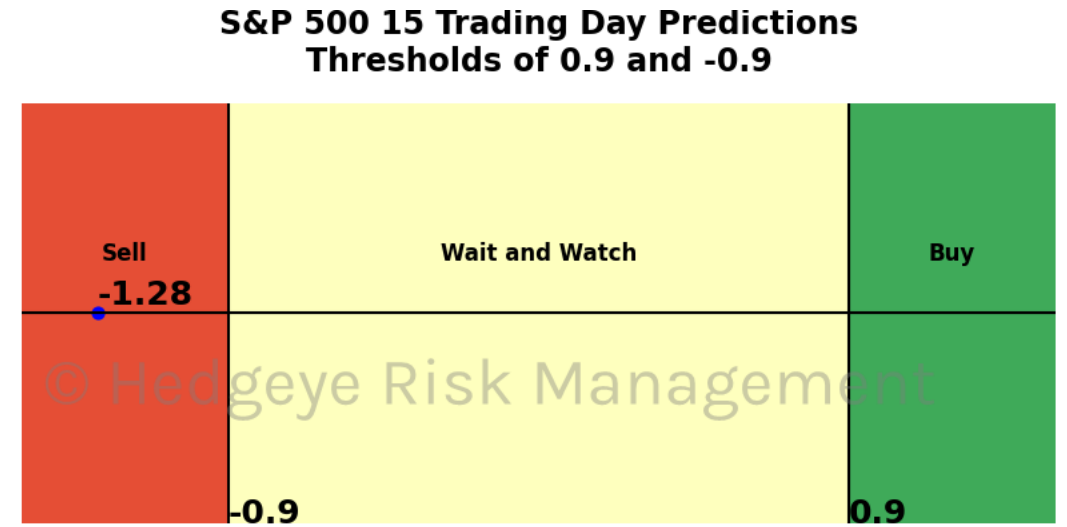 S&P 500 15 Trading Day Predictions
Thresholds of 0.9 and -0.9
Sell
Wait and Watch
Buy
-1.28
© Hedgeye Risk Management
-0.9
0.9